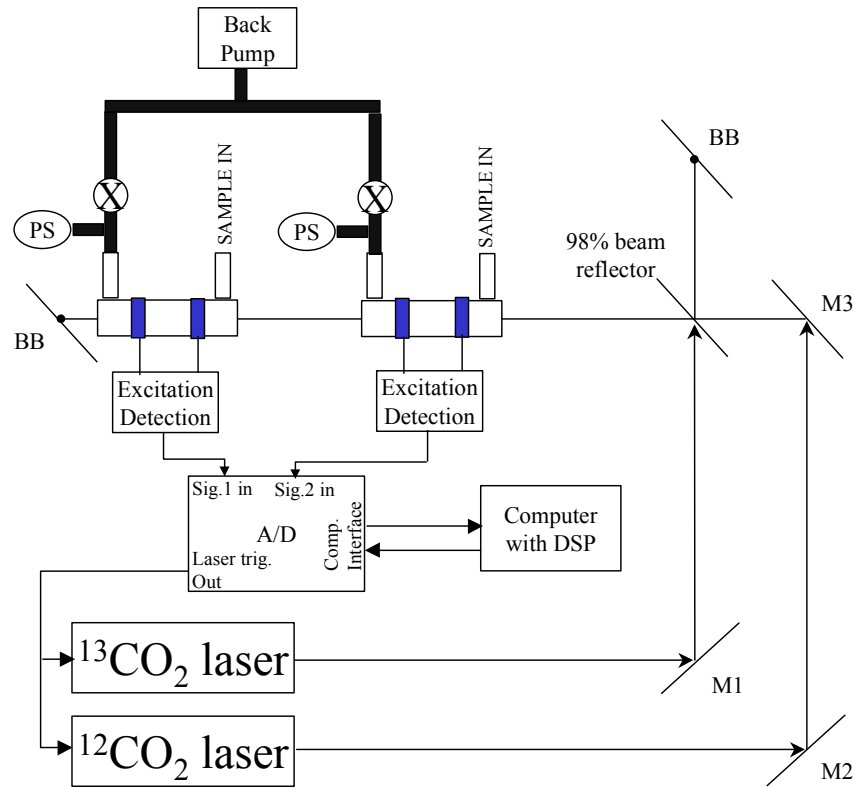 Back
Pump
X
X
PS
PS
SAMPLE IN
SAMPLE IN
BB
98% beam
reflector
M3
BB
Excitation
Detection
Excitation
Detection
Sig.1 in
Sig.2 in
A/D
Comp.
Interface
Laser trig.
Out
Computer
with DSP
¹³CO₂ laser
M1
¹²CO₂ laser
M2